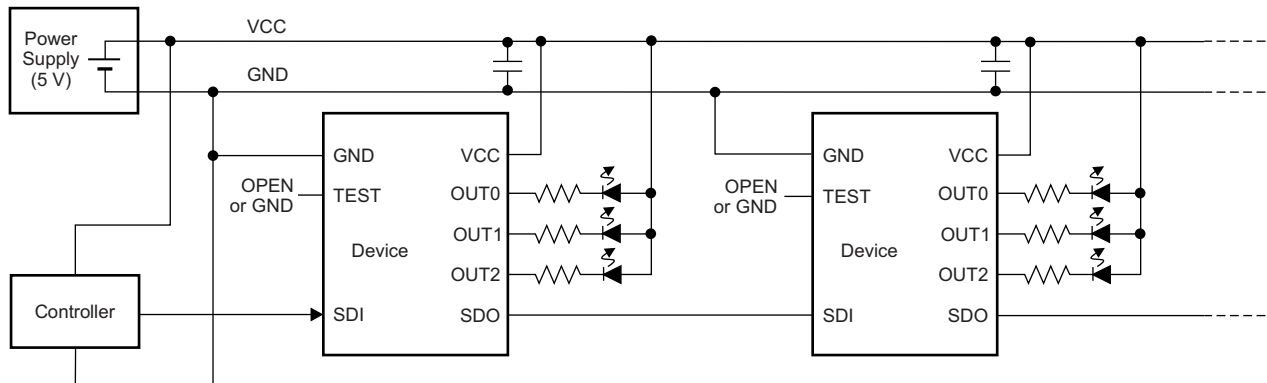 VCC
Power
Supply
(5 V)
GND
GND
VCC
OPEN
or GND
TEST
OUT0
OUT1
Device
OUT2
SDI
SDO
GND
VCC
OPEN
or GND
TEST
OUT0
OUT1
Device
OUT2
SDI
SDO
Controller